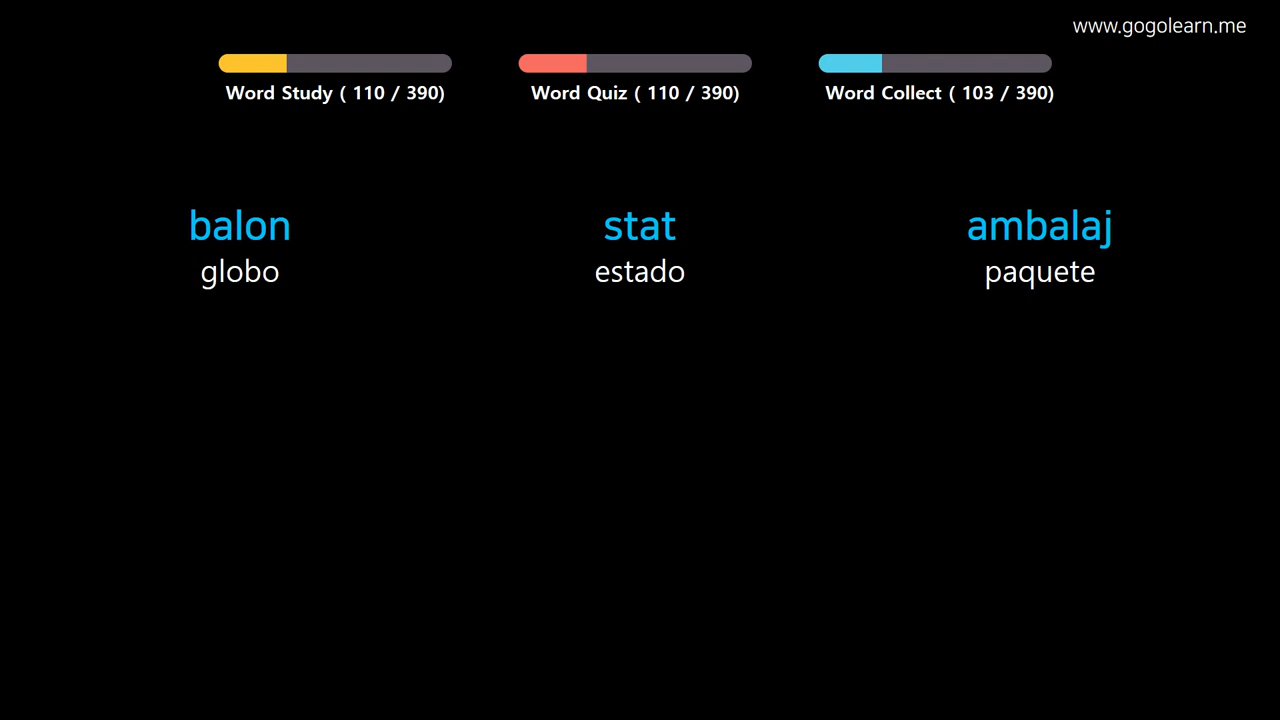 www.gogolearn.me
Word Study ( 110 / 390)
Word Quiz ( 110 / 390)
Word Collect ( 103 / 390)
balon
globo
stat
estado
ambalaj
paquete